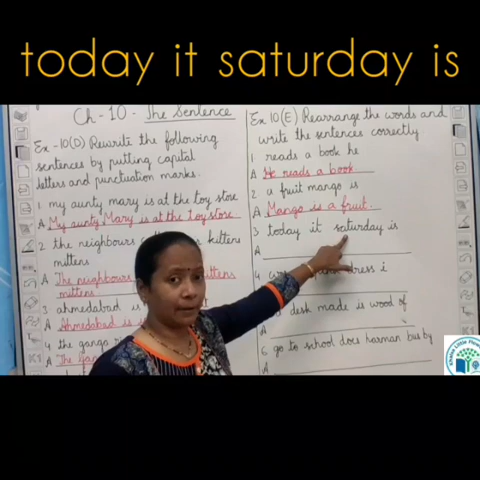 today it saturday is
Ch - 10 - The Sentence
Ex - 10(D) Rewrite the following
sentences by putting capital
letters and punctuation marks.
1 my aunty mary is at the toy store
A My aunty Mary is at the toy store
2 the neighbours kittens
mittens
A The neighbours kittens
mittens
3 ahmedabad is
A Ahmedabad is
4 the ganga
A The
Ex 10(E) Rearrange the words and
write the sentences correctly
1 reads a book he
A He reads a book
2 a fruit mango is
A Mango is a fruit.
3 today it saturday is
A
4 dress i
A
desk made is wood of
A
6 go to school does harman bus by
A